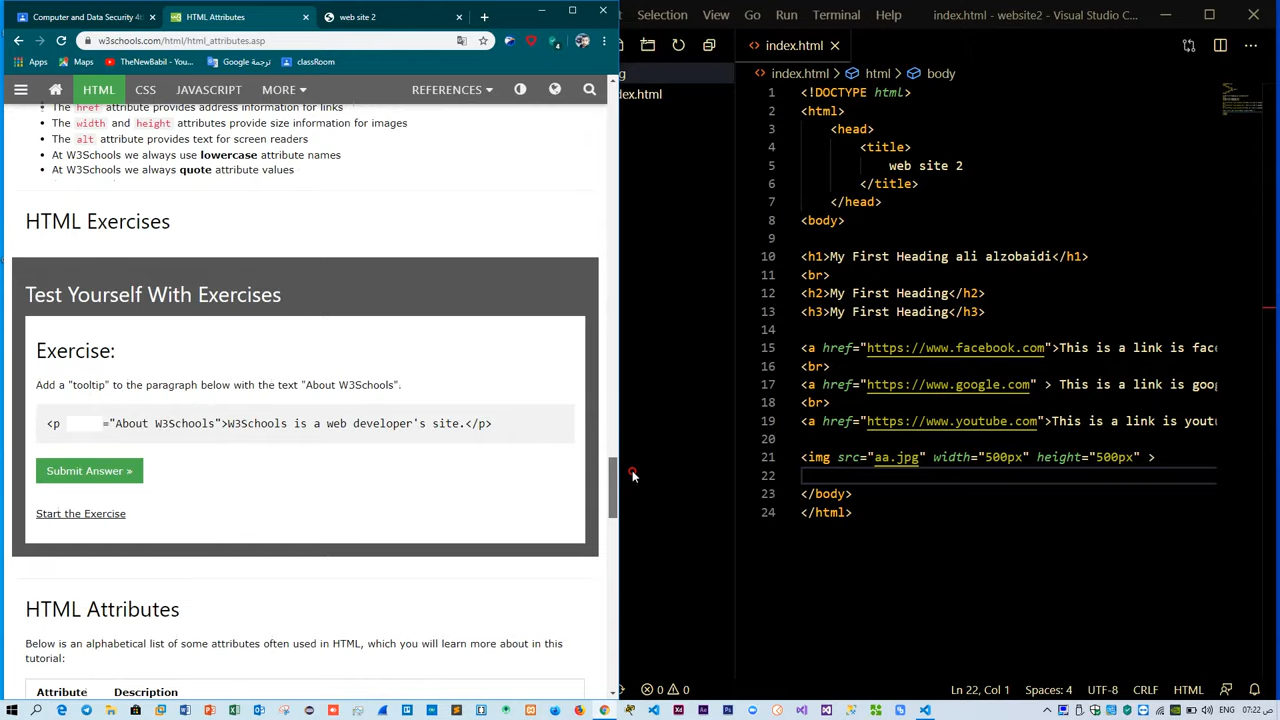 Computer and Data Security 4t
HTML Attributes
web site 2
w3schools.com/html/html_attributes.asp
Apps
Maps
TheNewBabil - You...
Google ترجمة
classRoom
HTML
CSS
JAVASCRIPT
MORE
REFERENCES
The href attribute provides address information for links
The width and height attributes provide size information for images
The alt attribute provides text for screen readers
At W3Schools we always use lowercase attribute names
At W3Schools we always quote attribute values
HTML Exercises
Test Yourself With Exercises
Exercise:
Add a "tooltip" to the paragraph below with the text "About W3Schools".
<p ="About W3Schools">W3Schools is a web developer's site.</p>
Submit Answer »
Start the Exercise
HTML Attributes
Below is an alphabetical list of some attributes often used in HTML, which you will learn more about in this
tutorial:
Attribute Description
Selection View Go Run Terminal index.html - website2 - Visual Studio C...
index.html
index.html > html > body
1 <!DOCTYPE html>
2 <html>
3 <head>
4 <title>
5 web site 2
6 </title>
7 </head>
8 <body>
9
10 <h1>My First Heading ali alzobaidi</h1>
11 <br>
12 <h2>My First Heading</h2>
13 <h3>My First Heading</h3>
14
15 <a href="https://www.facebook.com">This is a link is fac
16 <br>
17 <a href="https://www.google.com" > This is a link is goo
18 <br>
19 <a href="https://www.youtube.com">This is a link is yout
20
21 <img src="aa.jpg" width="500px" height="500px" >
22
23 </body>
24 </html>
0 0
Ln 22, Col 1
Spaces: 4
UTF-8
CRLF
HTML
ENG
07:22 ص